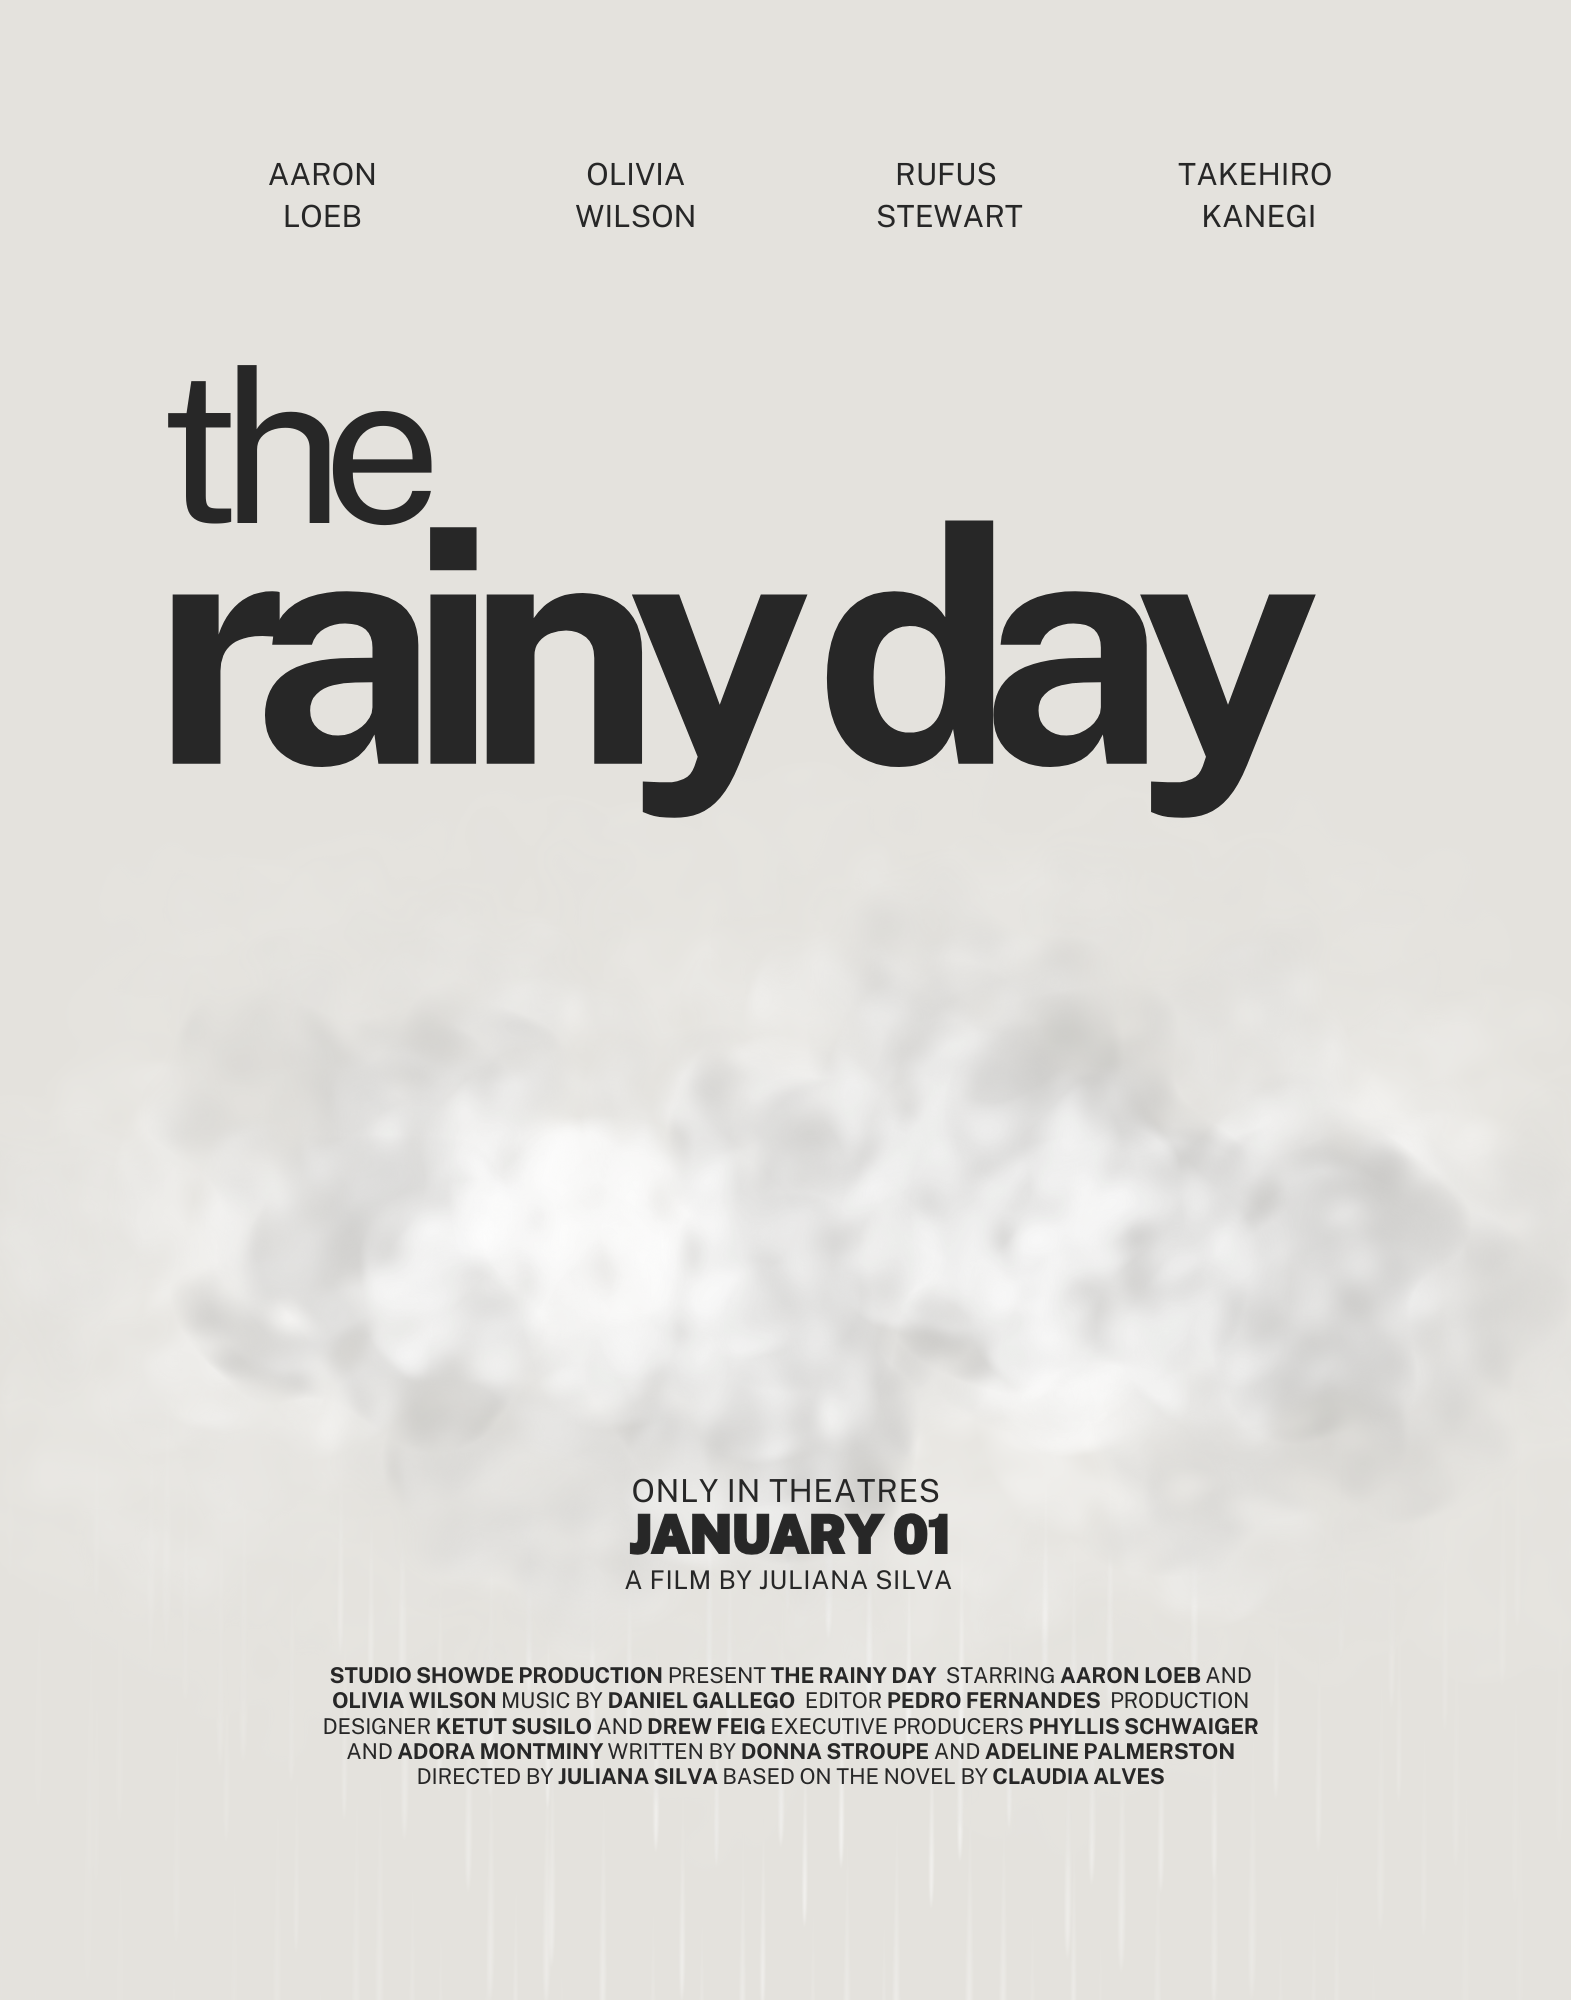 AARON
LOEB
OLIVIA
WILSON
RUFUS
STEWART
TAKEHIRO
KANEGI
the
rainy day
ONLY IN THEATRES
JANUARY 01
A FILM BY JULIANA SILVA
STUDIO SHOWDE PRODUCTION PRESENT THE RAINY DAY STARRING AARON LOEB AND
OLIVIA WILSON MUSIC BY DANIEL GALLEGO EDITOR PEDRO FERNANDES PRODUCTION
DESIGNER KETUT SUSILO AND DREW FEIG EXECUTIVE PRODUCERS PHYLLIS SCHWAIGER
AND ADORA MONTMINY WRITTEN BY DONNA STROUPE AND ADELINE PALMERSTON
DIRECTED BY JULIANA SILVA BASED ON THE NOVEL BY CLAUDIA ALVES